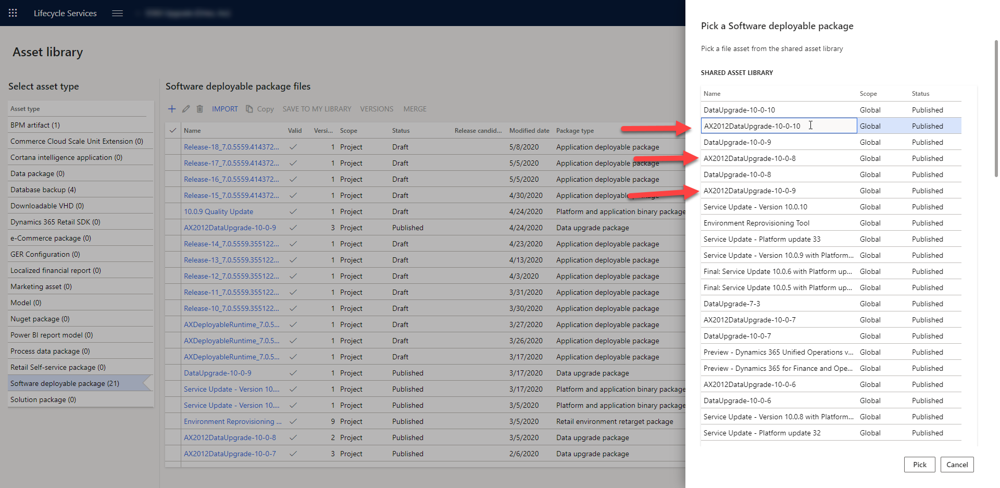 Lifecycle Services
Asset library
Select asset type
Asset type
BPM artifact (1)
Commerce Cloud Scale Unit Extension (0)
Cortana intelligence application (0)
Data package (0)
Database backup (4)
Downloadable VHD (0)
Dynamics 365 Retail SDK (0)
e-Commerce package (0)
GER Configuration (0)
Localized financial report (0)
Marketing asset (0)
Model (0)
Nuget package (0)
Power BI report model (0)
Process data package (0)
Retail Self-service package (0)
Software deployable package (21)
Solution package (0)
Software deployable package files
IMPORT Copy SAVE TO MY LIBRARY VERSIONS MERGE
Name Valid Versi... Scope Status Release candid... Modified date Package type
Release-18_7.0.5559.414372... 1 Project Draft 5/8/2020 Application deployable package
Release-17_7.0.5559.414372... 1 Project Draft 5/5/2020 Application deployable package
Release-16_7.0.5559.414372... 1 Project Draft 5/5/2020 Application deployable package
Release-15_7.0.5559.414372... 1 Project Draft 4/30/2020 Application deployable package
10.0.9 Quality Update 1 Project Draft 4/24/2020 Platform and application binary package
AX2012DataUpgrade-10-0-9 3 Project Published 4/24/2020 Data upgrade package
Release-14_7.0.5559.355122... 1 Project Draft 4/23/2020 Application deployable package
Release-13_7.0.5559.355122... 1 Project Draft 4/13/2020 Application deployable package
Release-12_7.0.5559.355122... 1 Project Draft 4/3/2020 Application deployable package
Release-11_7.0.5559.355122... 1 Project Draft 3/31/2020 Application deployable package
Release-10_7.0.5559.355122... 1 Project Draft 3/30/2020 Application deployable package
AXDeployableRuntime_7.0.5... 1 Project Draft 3/27/2020 Application deployable package
AXDeployableRuntime_7.0.5... 1 Project Draft 3/26/2020 Application deployable package
AXDeployableRuntime_7.0.5... 1 Project Draft 3/17/2020 Application deployable package
DataUpgrade-10-0-9 1 Project Published 3/17/2020 Data upgrade package
Service Update - Version 10.... 1 Project Published 3/17/2020 Platform and application binary package
Service Update - Version 10.... 1 Project Published 3/5/2020 Platform and application binary package
Environment Reprovisioning ... 9 Project Published 3/5/2020 Retail environment retarget package
AX2012DataUpgrade-10-0-8 2 Project Published 3/5/2020 Data upgrade package
AX2012DataUpgrade-10-0-7 3 Project Published 2/6/2020 Data upgrade package
Pick a Software deployable package
Pick a file asset from the shared asset library
SHARED ASSET LIBRARY
Name Scope Status
DataUpgrade-10-0-10 Global Published
AX2012DataUpgrade-10-0-10 Global Published
DataUpgrade-10-0-9 Global Published
AX2012DataUpgrade-10-0-8 Global Published
DataUpgrade-10-0-8 Global Published
AX2012DataUpgrade-10-0-9 Global Published
Service Update - Version 10.0.10 Global Published
Environment Reprovisioning Tool Global Published
Service Update - Platform update 33 Global Published
Service Update - Version 10.0.9 with Platform... Global Published
Final: Service Update 10.0.6 with Platform up... Global Published
Final: Service Update 10.0.5 with Platform up... Global Published
DataUpgrade-7-3 Global Published
AX2012DataUpgrade-10-0-7 Global Published
DataUpgrade-10-0-7 Global Published
Preview - Dynamics 365 Unified Operations v... Global Published
Preview - Dynamics 365 for Finance and Ope... Global Published
AX2012DataUpgrade-10-0-6 Global Published
DataUpgrade-10-0-6 Global Published
Service Update - Version 10.0.8 with Platform... Global Published
Service Update - Platform update 32 Global Published
Pick Cancel